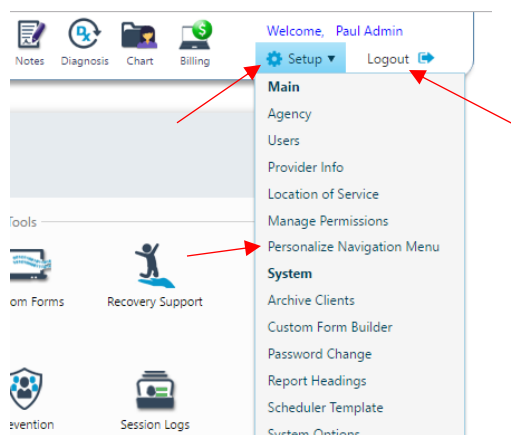 Welcome, Paul Admin
Notes Diagnosis Chart Billing
Setup ▼ Logout
Main
Agency
Users
Provider Info
Location of Service
Manage Permissions
Tools
Personalize Navigation Menu
System
om Forms Recovery Support
Archive Clients
Custom Form Builder
Password Change
Report Headings
Scheduler Template
evention Session Logs
System Options